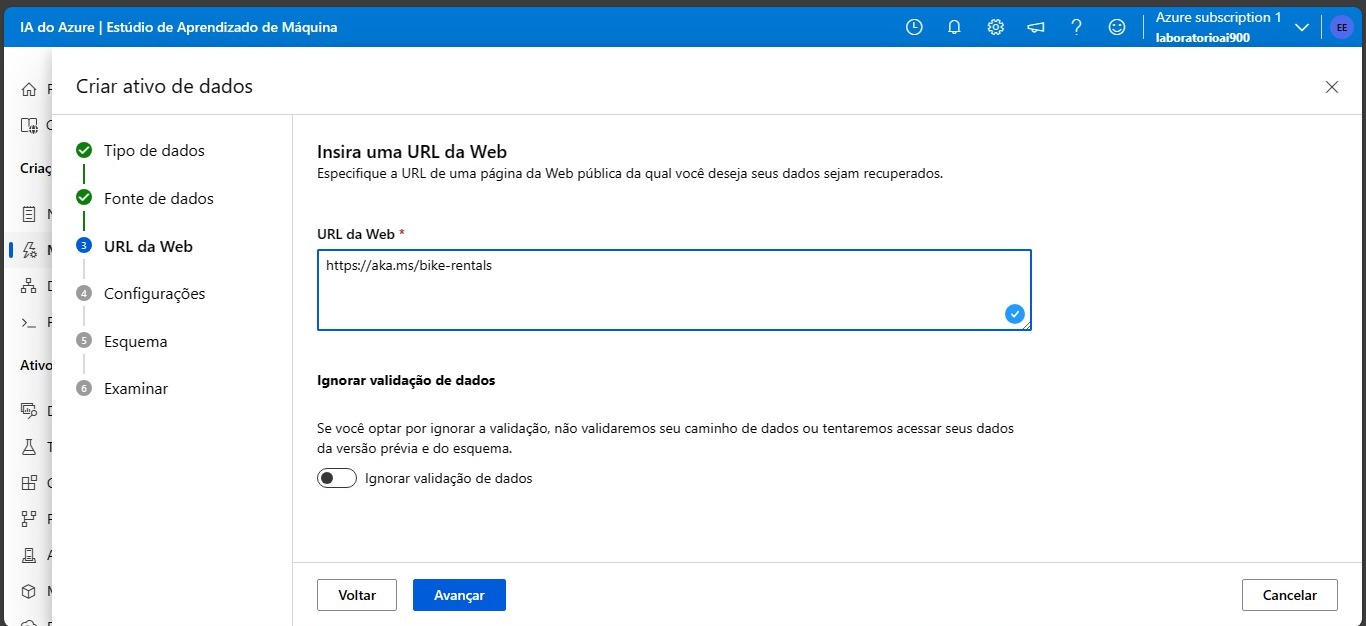 IA do Azure | Estúdio de Aprendizado de Máquina
Azure subscription 1
laboratorioai900
EE
Criar ativo de dados
Criaç
Ativo
Tipo de dados
Fonte de dados
3 URL da Web
4 Configurações
5 Esquema
6 Examinar
Insira uma URL da Web
Especifique a URL de uma página da Web pública da qual você deseja seus dados sejam recuperados.
URL da Web *
https://aka.ms/bike-rentals
Ignorar validação de dados
Se você optar por ignorar a validação, não validaremos seu caminho de dados ou tentaremos acessar seus dados
da versão prévia e do esquema.
Ignorar validação de dados
Voltar
Avançar
Cancelar